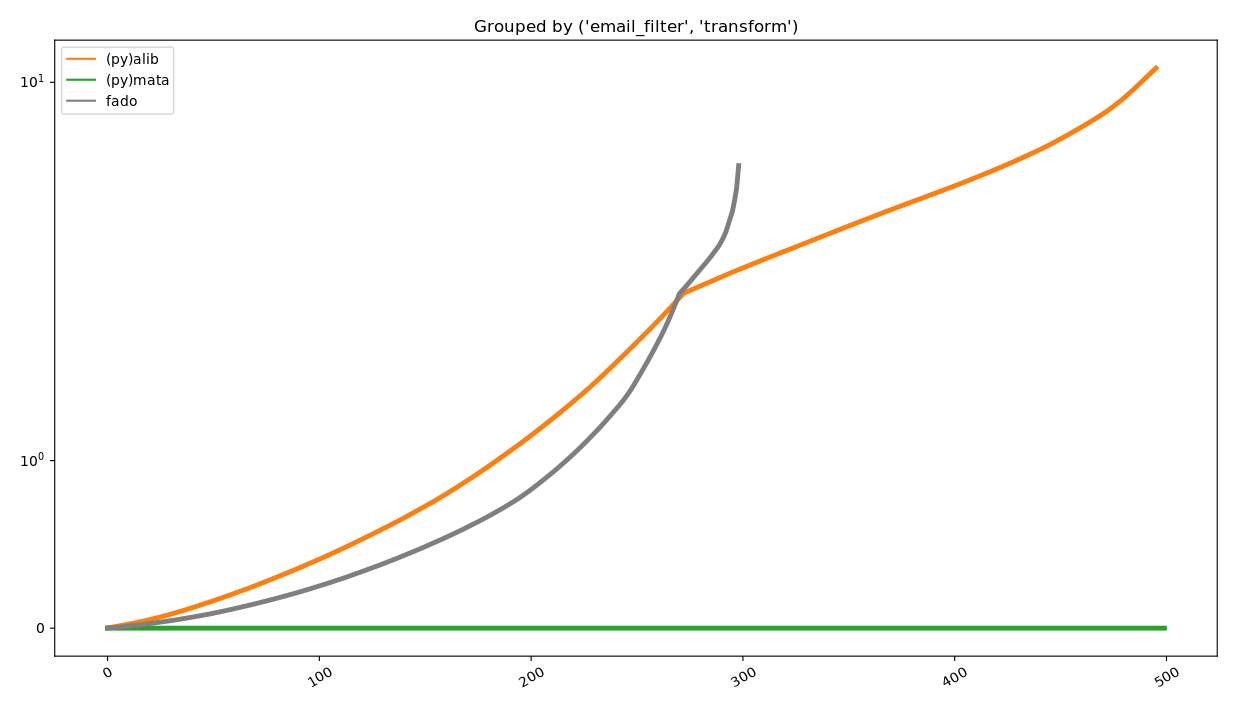 Grouped by ('email_filter', 'transform')
(py)alib
(py)mata
fado
10¹
10⁰
0
0
100
200
300
400
500